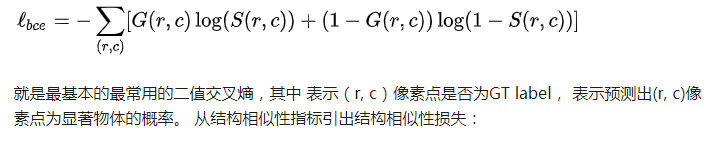 ℓ_bce = −∑_(r,c)[G(r,c) log(S(r,c)) + (1 − G(r,c)) log(1 − S(r,c))]
就是最基本的最常用的二值交叉熵，其中 表示（r, c）像素点是否为GT label， 表示预测出(r, c)像
素点为显著物体的概率。 从结构相似性指标引出结构相似性损失：